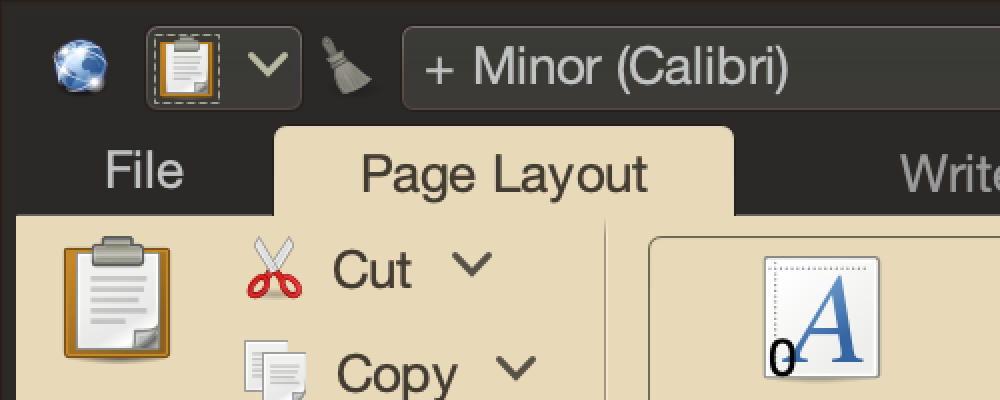 + Minor (Calibri)
File
Page Layout
Write
Cut
A
0
Copy